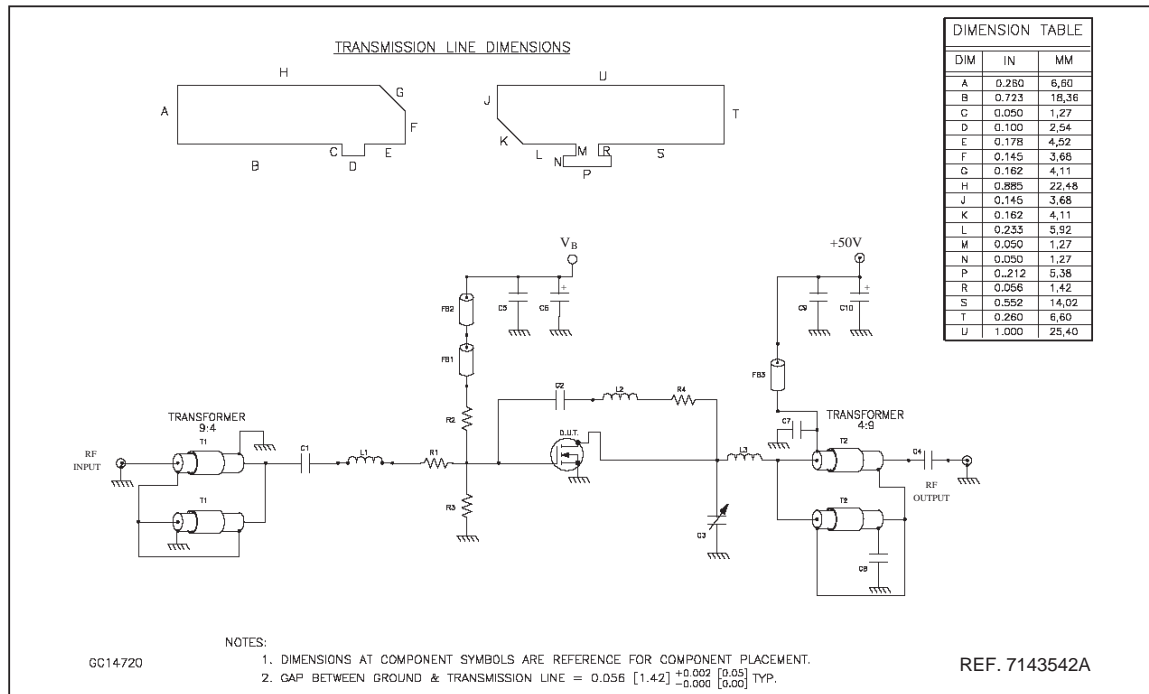 TRANSMISSION LINE DIMENSIONS
H
G
A
F
C
E
D
B
U
J
T
K
L
M
R
S
N
P
DIMENSION TABLE
DIM IN MM
A 0.260 6,60
B 0.723 18,36
C 0.050 1,27
D 0.100 2,54
E 0.178 4,52
F 0.145 3,68
G 0.162 4,11
H 0.885 22,48
J 0.145 3,68
K 0.162 4,11
L 0.233 5,92
M 0.050 1,27
N 0.050 1,27
P 0..212 5,38
R 0.056 1,42
S 0.552 14,02
T 0.260 6,60
U 1.000 25,40
VB
+50V
FB2
C5
C6
+
C9
C10
+
FB1
FB3
C2
L2
R4
R2
TRANSFORMER
9:4
T1
D.U.T.
C7
TRANSFORMER
4:9
T2
RF
INPUT
C1
L1
R1
L3
C4
RF
OUTPUT
T1
R3
C3
T2
C8
NOTES:
1. DIMENSIONS AT COMPONENT SYMBOLS ARE REFERENCE FOR COMPONENT PLACEMENT.
2. GAP BETWEEN GROUND & TRANSMISSION LINE = 0.056 [1.42] +0.002 [0.05] -0.000 [0.00] TYP.
GC14720
REF. 7143542A